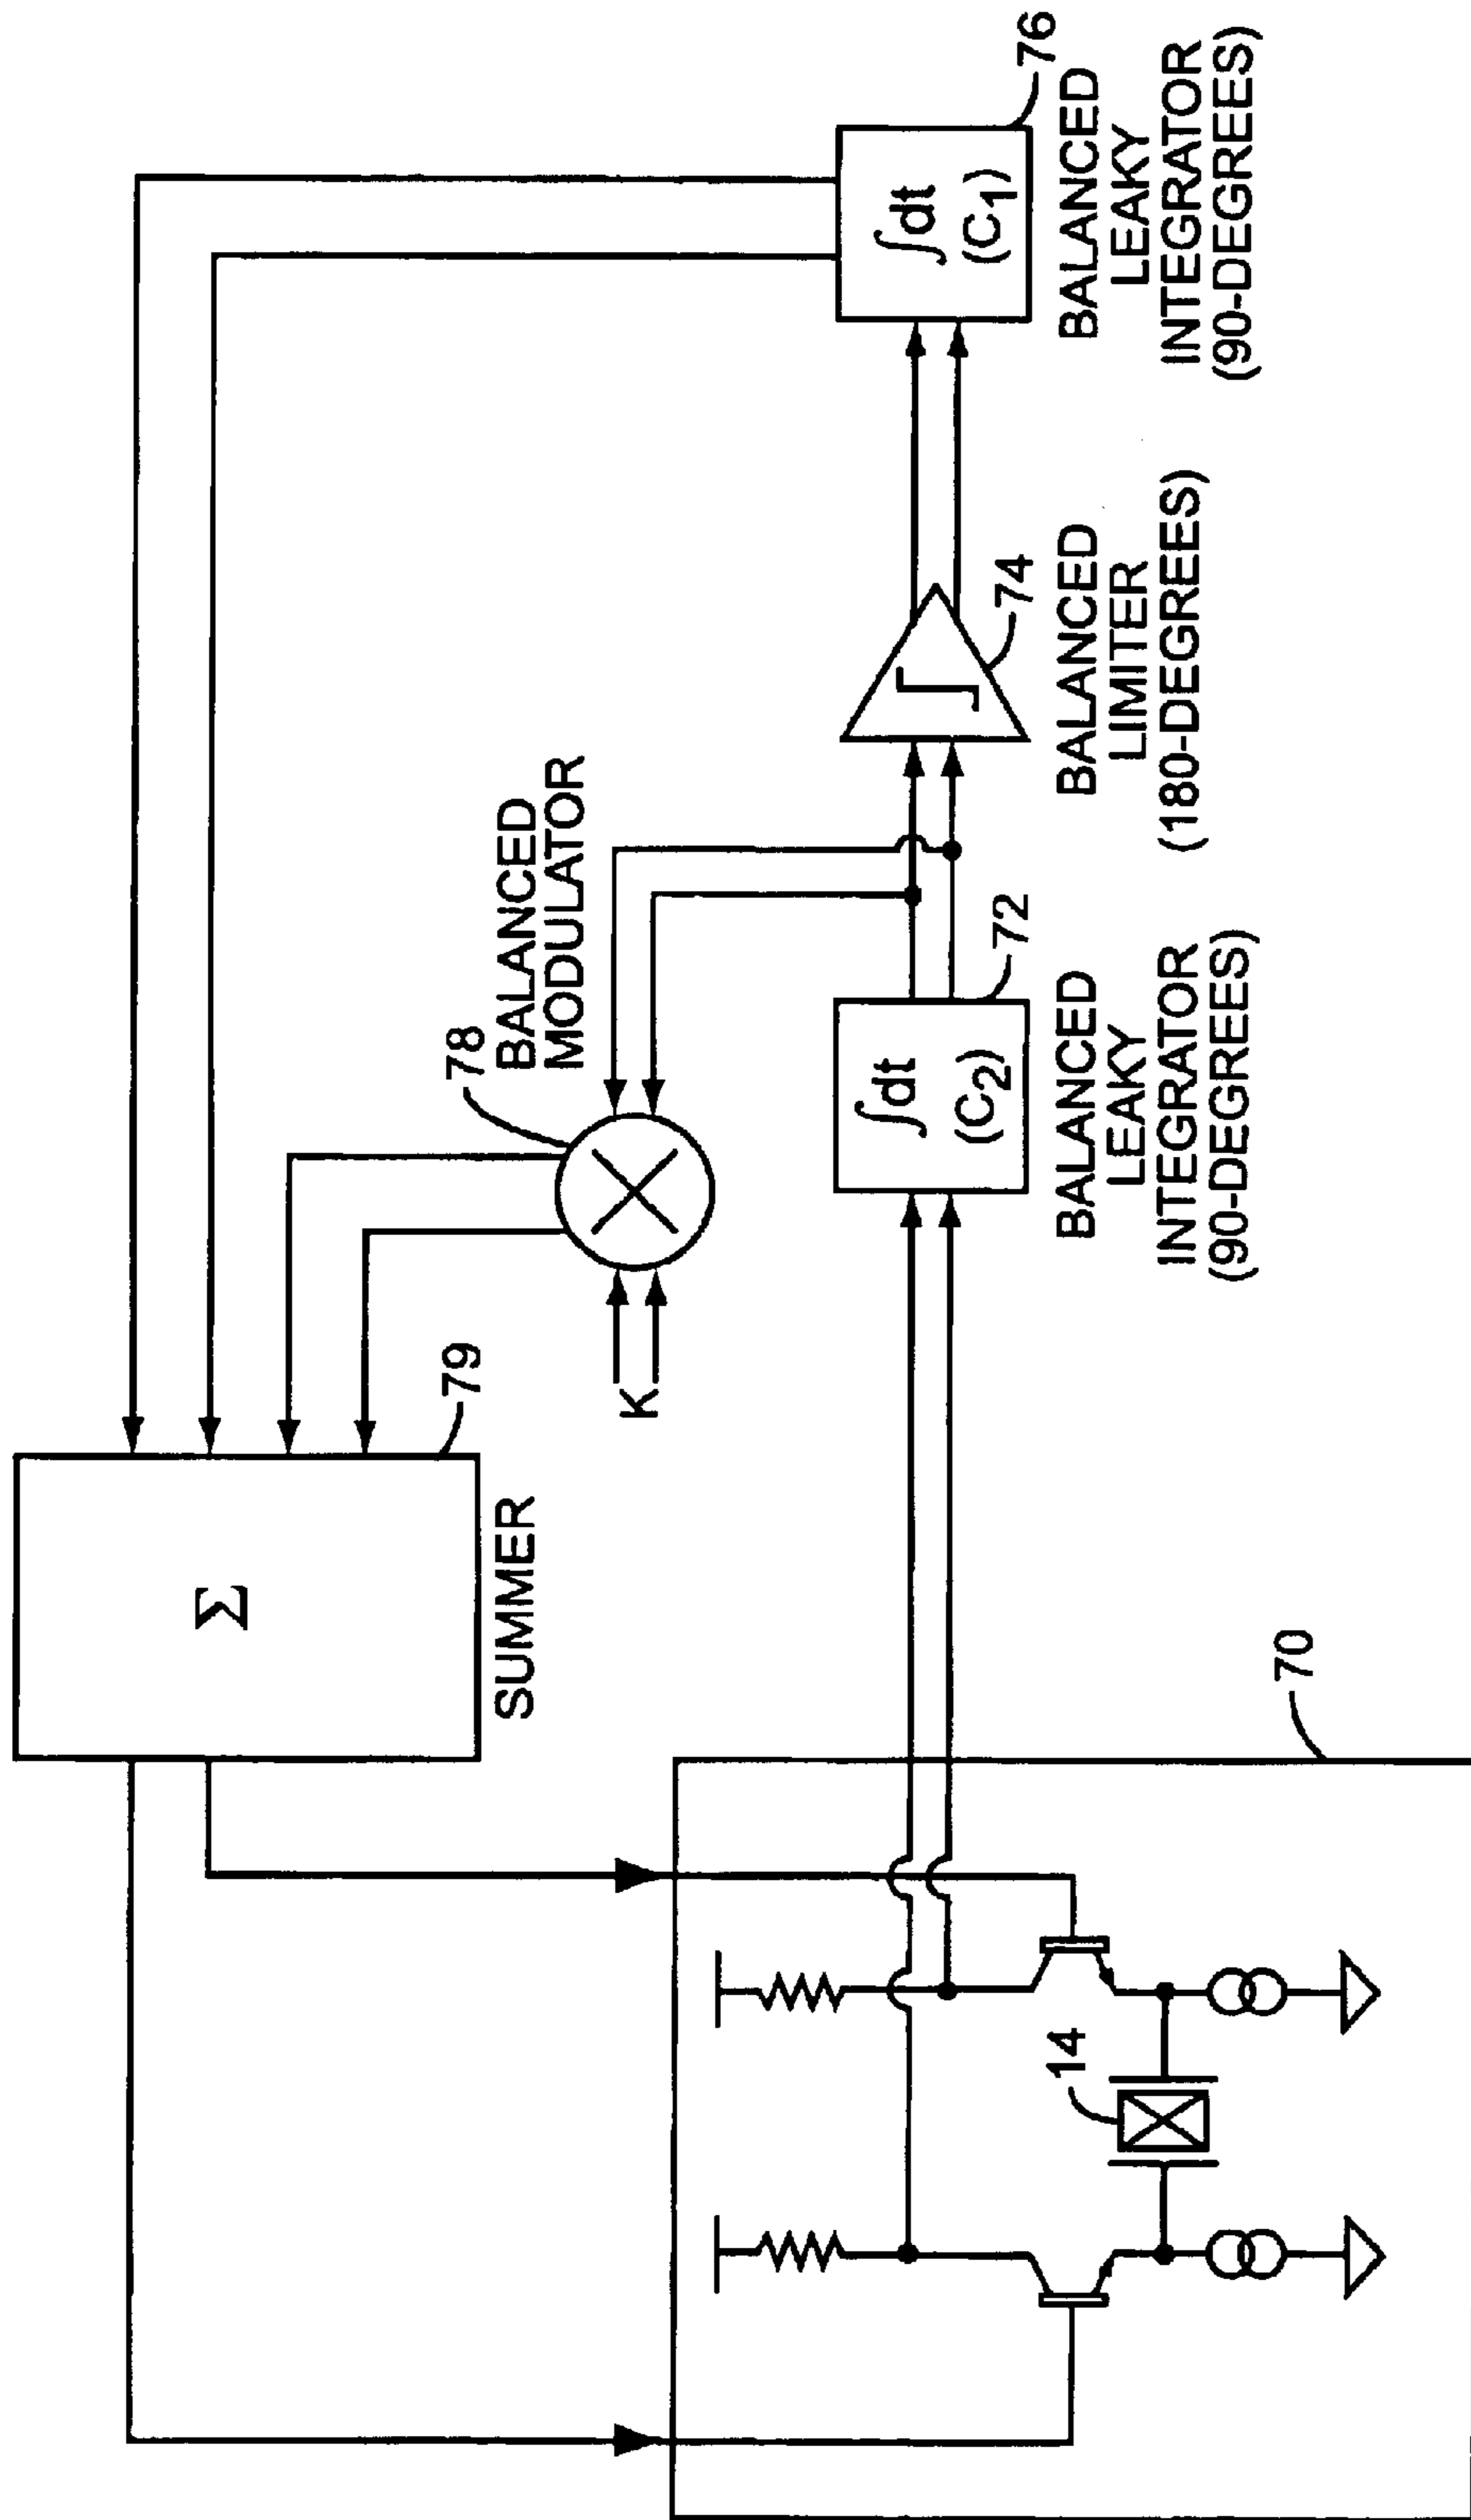 Σ
79
SUMMER
78
BALANCED
MODULATOR
K
70
14
∫dt
(C2)
72
BALANCED
LEAKY
INTEGRATOR
(90-DEGREES)
74
BALANCED
LIMITER
(180-DEGREES)
∫dt
(C1)
76
BALANCED
LEAKY
INTEGRATOR
(90-DEGREES)